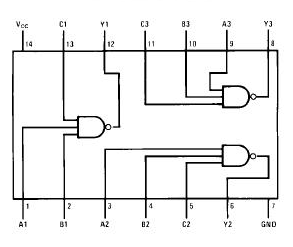 Vcc C1 Y1 C3 B3 A3 Y3
14 13 12 11 10 9 8
1 2 3 4 5 6 7
A1 B1 A2 B2 C2 Y2 GND